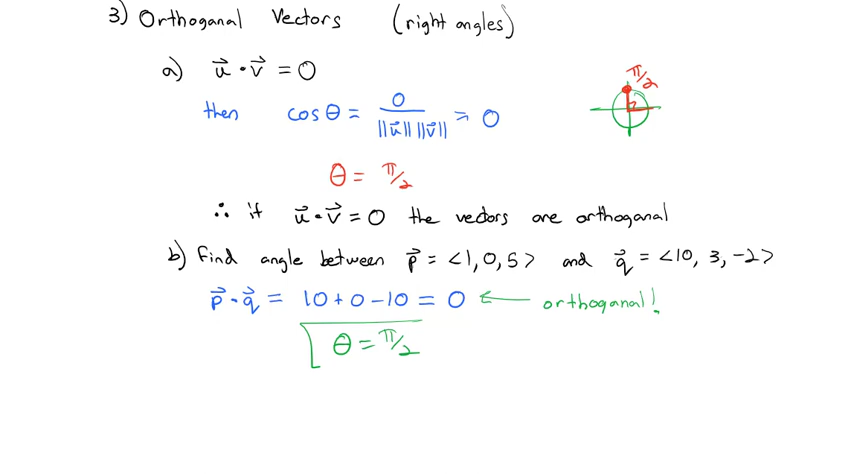 3) Orthoganal Vectors (right angles)
a) u⃗ · v⃗ = 0
π/2
then cos θ = 0 / ||u⃗|| ||v⃗|| = 0
θ = π/2
∴ if u⃗ · v⃗ = 0 the vectors are orthoganal
b) Find angle between p⃗ = <1, 0, 5> and q⃗ = <10, 3, -2>
p⃗ · q⃗ = 10 + 0 - 10 = 0 ← orthoganal!
θ = π/2